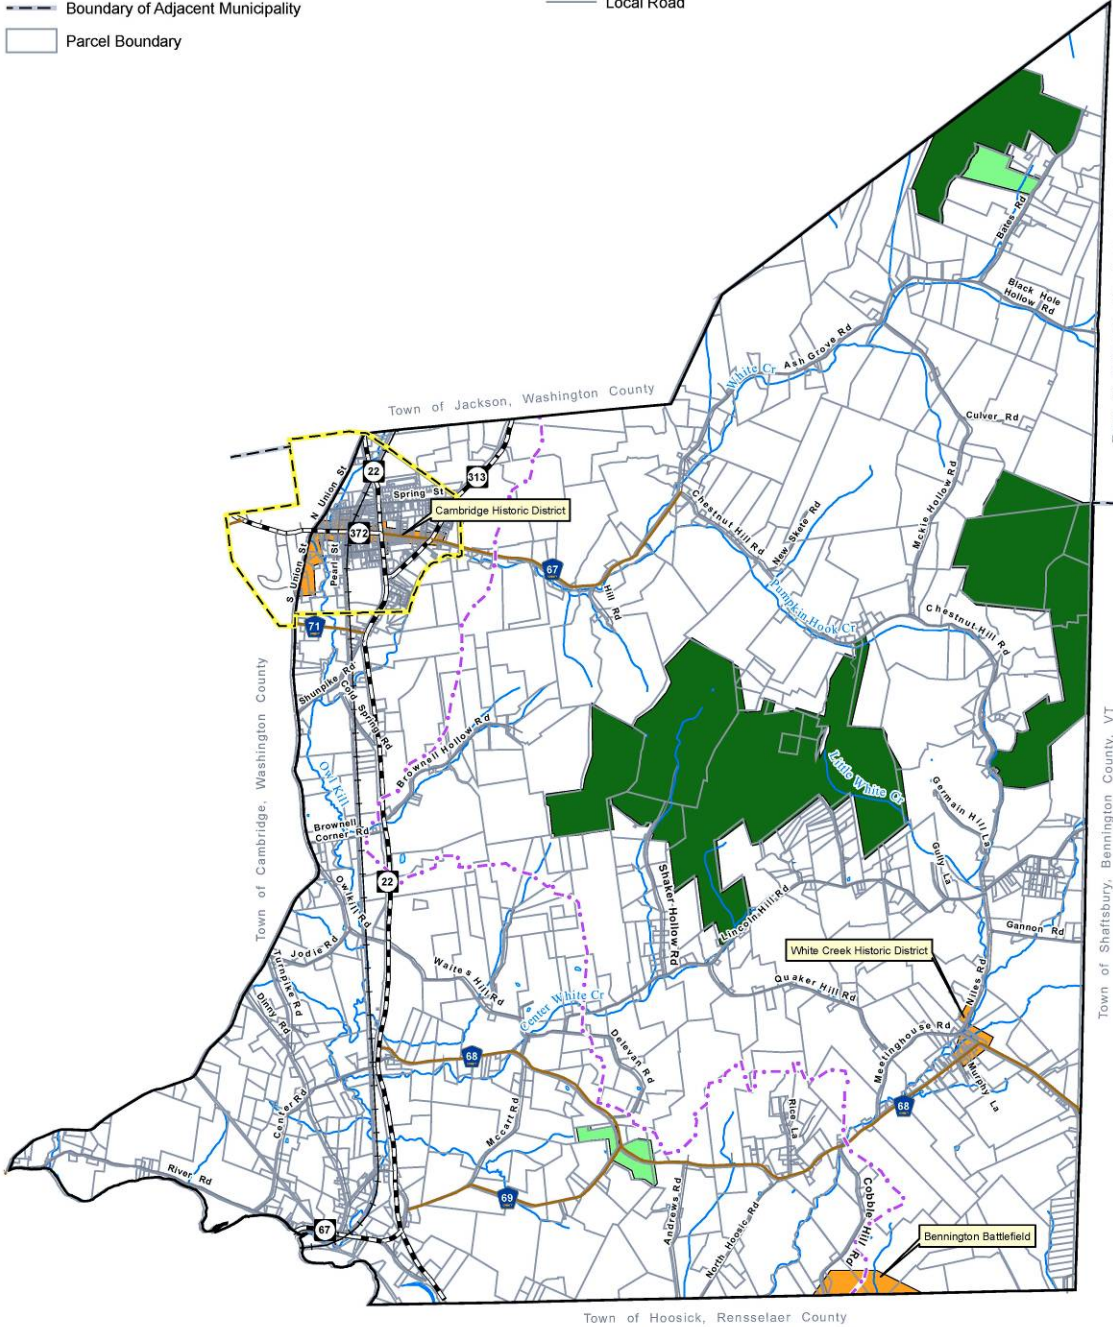 Boundary of Adjacent Municipality
Local Road
Parcel Boundary
Bates Rd
Black Hole
Hollow Rd
Ash Grove Rd
White Cr
Town of Jackson, Washington County
Culver Rd
22
313
N Union St
Spring St
Cambridge Historic District
Mckie Hollow Rd
Chestnut Hill Rd
New Skete Rd
372
S Union St
Pearl St
67
Hill Rd
Pumpkin Hook Cr
Chestnut Hill Rd
71
Shunpike Rd
Cold Spring Rd
Town of Cambridge, Washington County
Brownell Hollow Rd
Town of Shaftsbury, Bennington County, VT
Owl Kill
Little White Cr
Germain Hill La
Brownell
Corner Rd
Gully La
22
Owlkill Rd
Shaker Hollow Rd
Lincoln Hill Rd
Gannon Rd
Jodie Rd
White Creek Historic District
Turnpike Rd
Waites Hill Rd
Quaker Hill Rd
Niles Rd
Dinny Rd
Center White Cr
Meetinghouse Rd
68
Delevan Rd
Murphy La
Center Rd
Mccart Rd
Rice La
68
River Rd
69
Andrews Rd
North Hoosic Rd
Cobble Hill Rd
67
Bennington Battlefield
Town of Hoosick, Rensselaer County